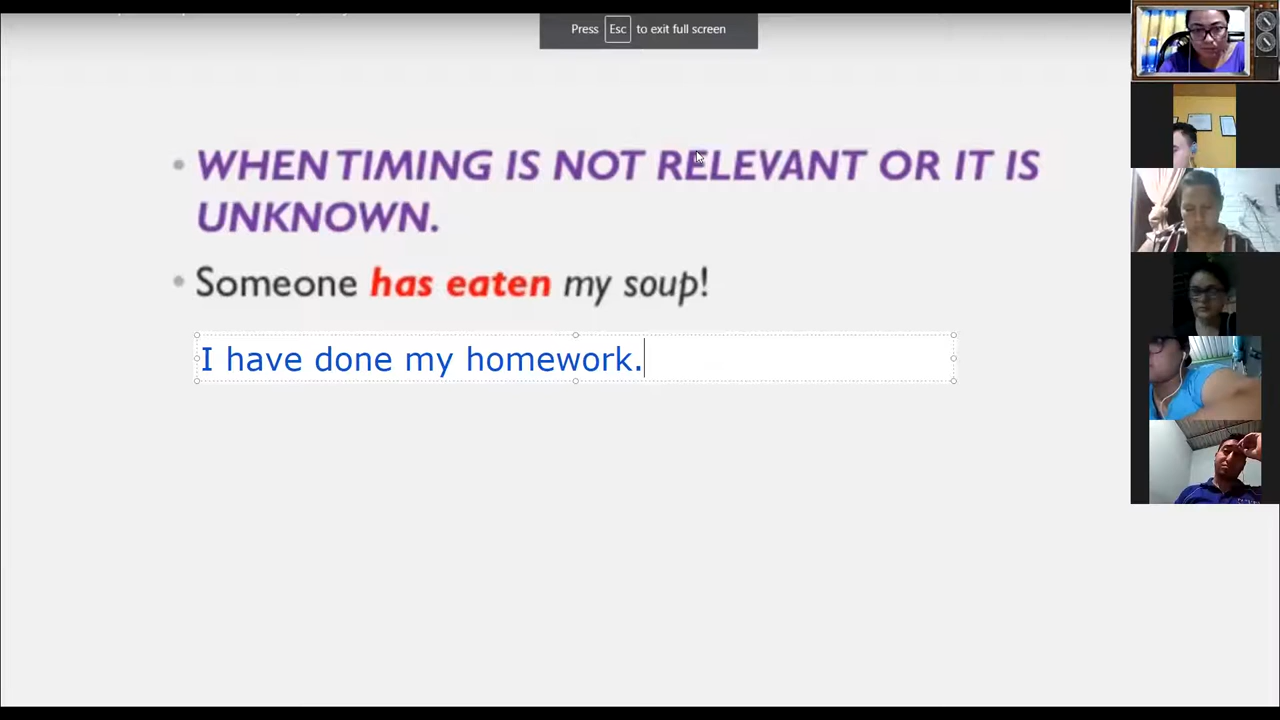 Press Esc to exit full screen
• WHEN TIMING IS NOT RELEVANT OR IT IS
UNKNOWN.
• Someone has eaten my soup!
I have done my homework.